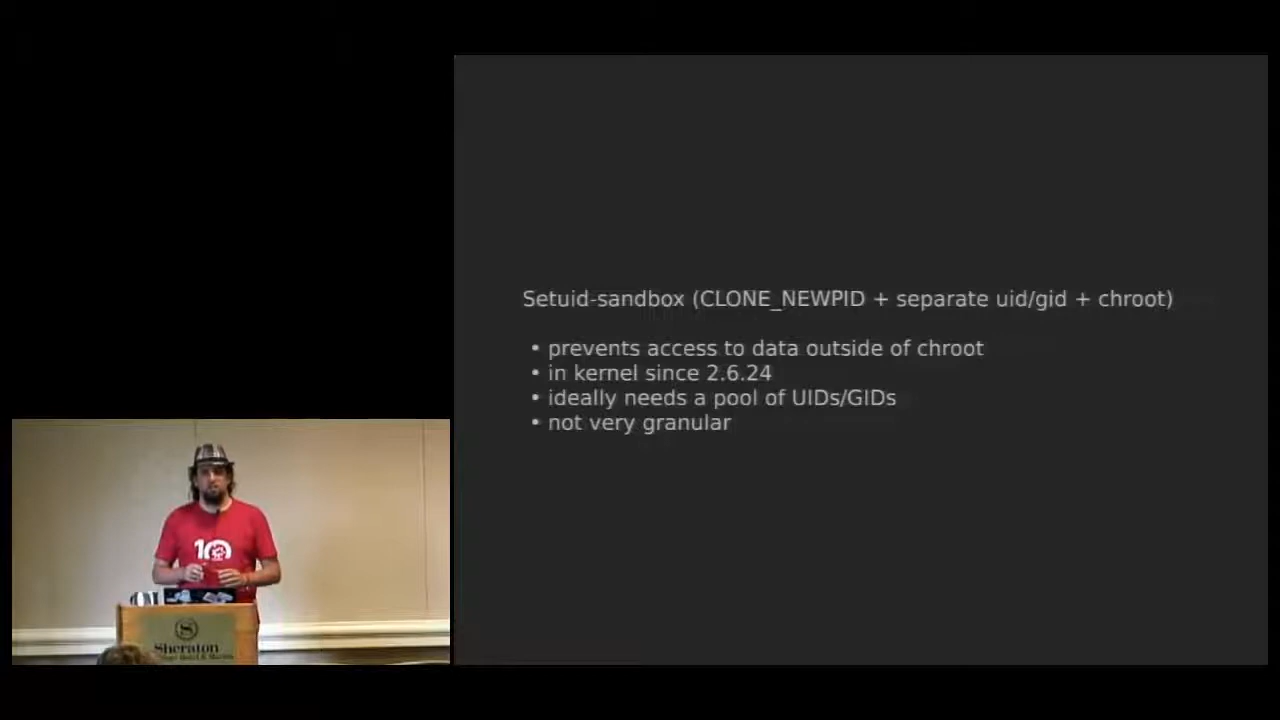 Setuid-sandbox (CLONE_NEWPID + separate uid/gid + chroot)
• prevents access to data outside of chroot
• in kernel since 2.6.24
• ideally needs a pool of UIDs/GIDs
• not very granular
10
S
Sheraton